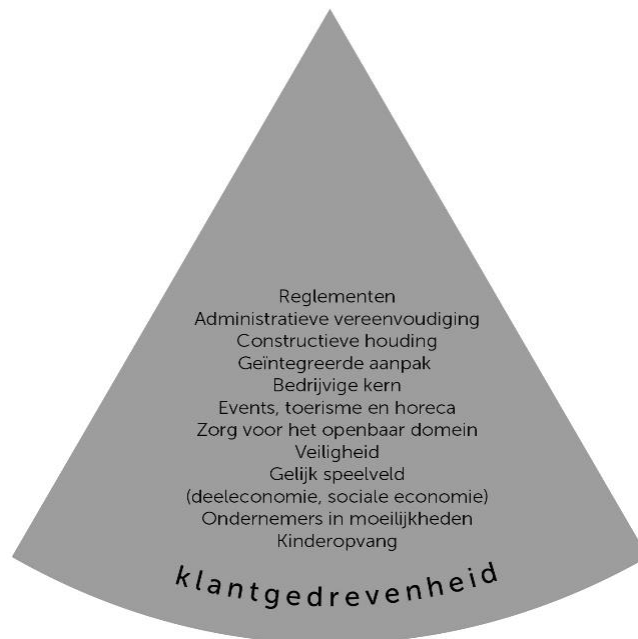 Reglementen
Administratieve vereenvoudiging
Constructieve houding
Geïntegreerde aanpak
Bedrijvige kern
Events, toerisme en horeca
Zorg voor het openbaar domein
Veiligheid
Gelijk speelveld
(deeleconomie, sociale economie)
Ondernemers in moeilijkheden
Kinderopvang
klantgedrevenheid